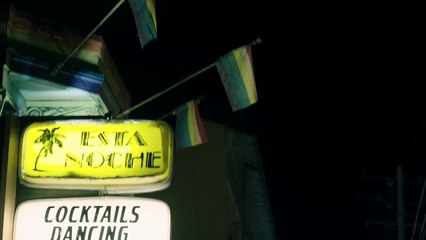 ESTA
NOCHE
COCKTAILS
DANCING